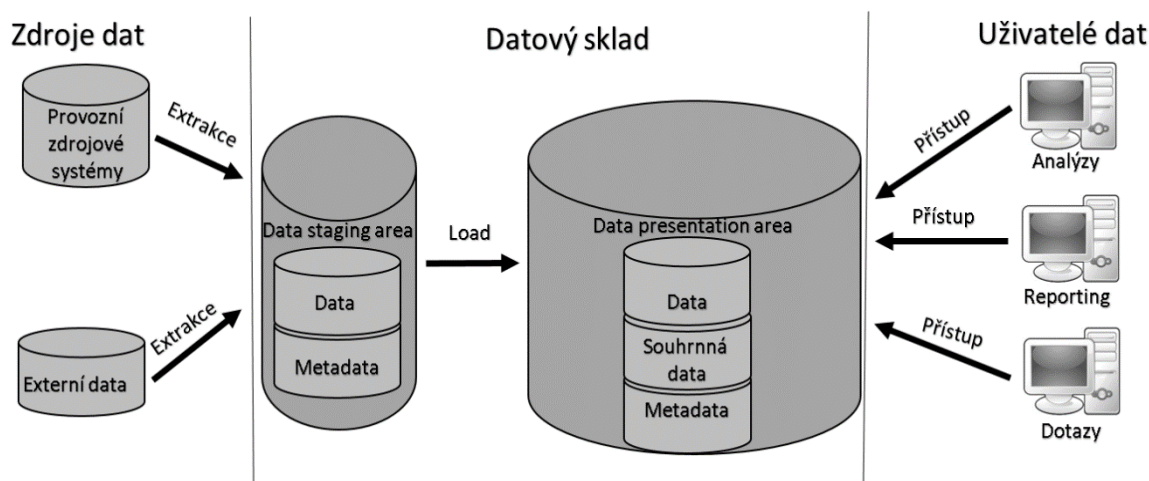 Zdroje dat
Datový sklad
Uživatelé dat
Provozní
zdrojové
systémy
Extrakce
Externí data
Extrakce
Data staging area
Data
Metadata
Load
Data presentation area
Data
Souhrnná
data
Metadata
Přístup
Analýzy
Přístup
Reporting
Přístup
Dotazy